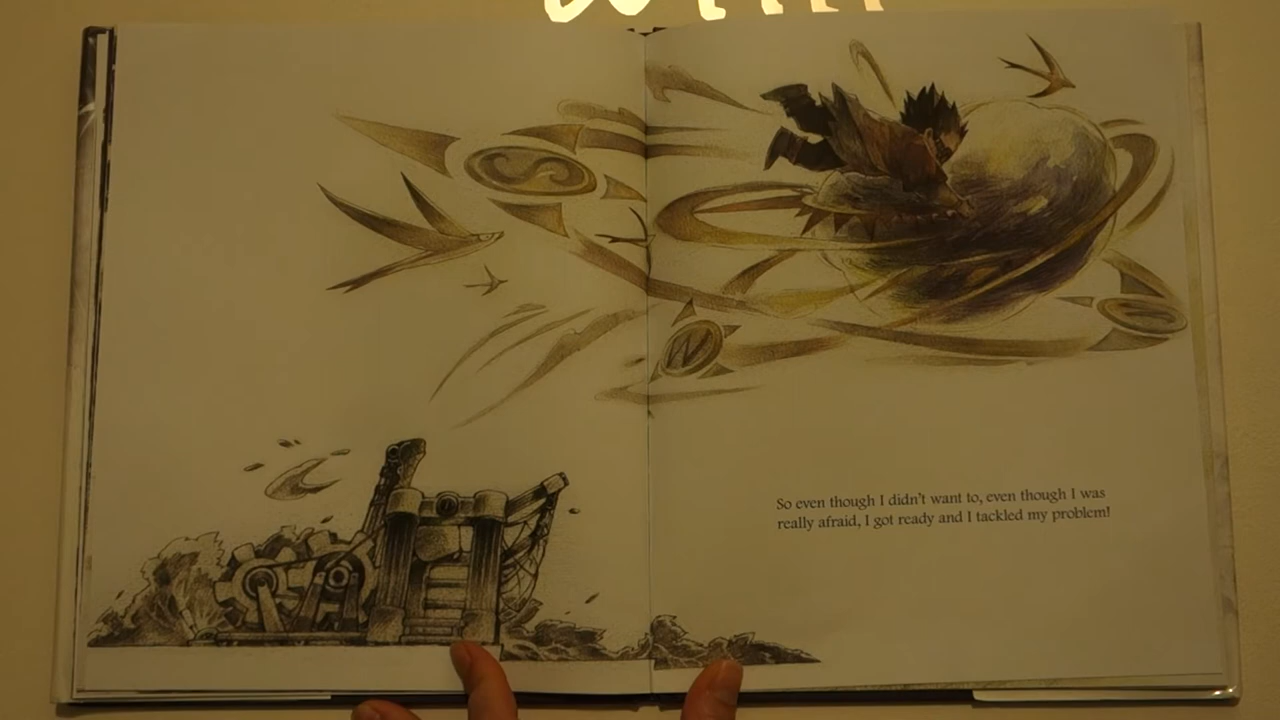 So even though I didn't want to, even though I was
really afraid, I got ready and I tackled my problem!